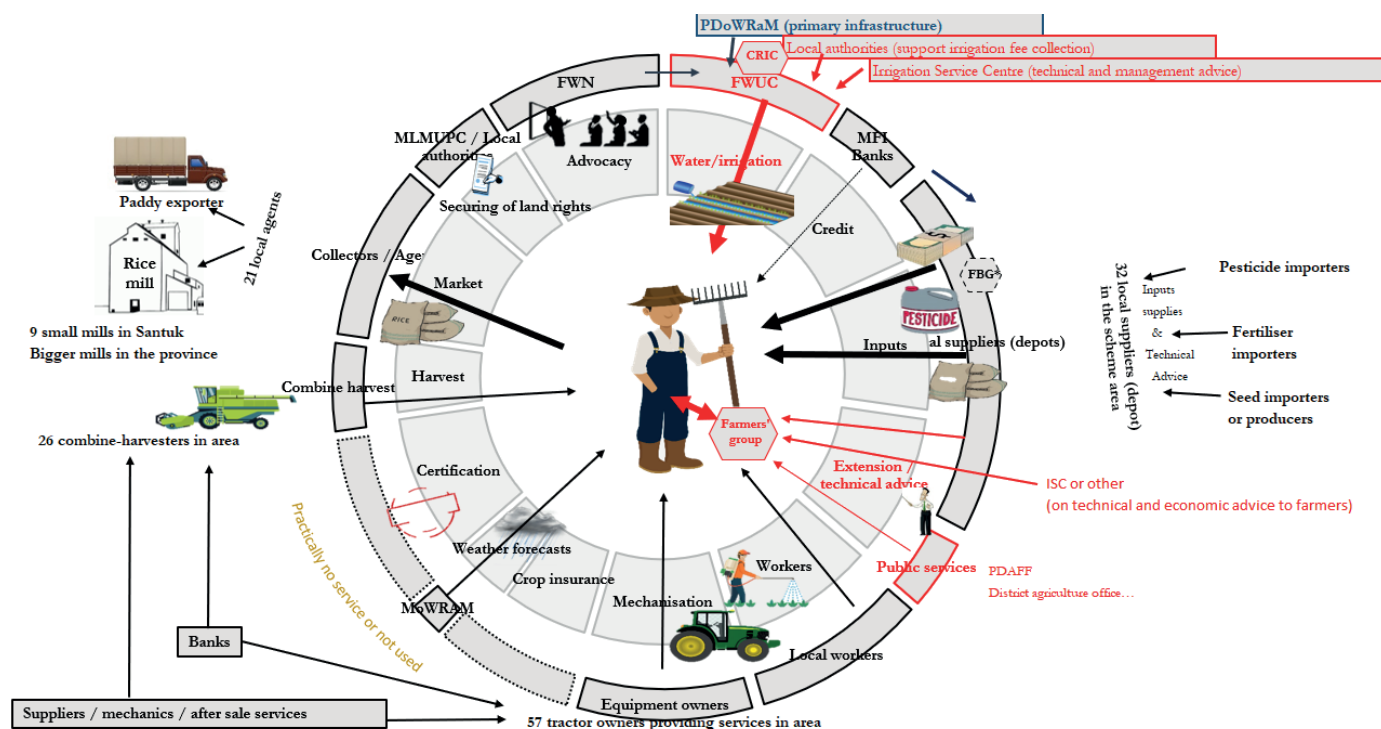 PDoWRaM (primary infrastructure)
Local authorities (support irrigation fee collection)
Irrigation Service Centre (technical and management advice)
CRIC
FWUC
FWN
MLMUPC / Local
authorities
MFI
Banks
Advocacy
Water/irrigation
Securing of land rights
Credit
Paddy exporter
21 local agents
Rice
mill
9 small mills in Santuk
Bigger mills in the province
Collectors / Age
Market
RICE
FBG*
PESTICIDE
Inputs
al suppliers (depots)
32 local suppliers (depot)
in the scheme area
Inputs
supplies
&
Technical
Advice
Pesticide importers
Fertiliser
importers
Seed importers
or producers
Combine harvest
Harvest
26 combine-harvesters in area
Farmers'
group
Certification
Extension /
technical advice
ISC or other
(on technical and economic advice to farmers)
Practically no service or not used
Weather forecasts
Crop insurance
Mechanisation
Workers
Public services
PDAFF
District agriculture office…
MoWRAM
Local workers
Banks
Equipment owners
Suppliers / mechanics / after sale services
57 tractor owners providing services in area